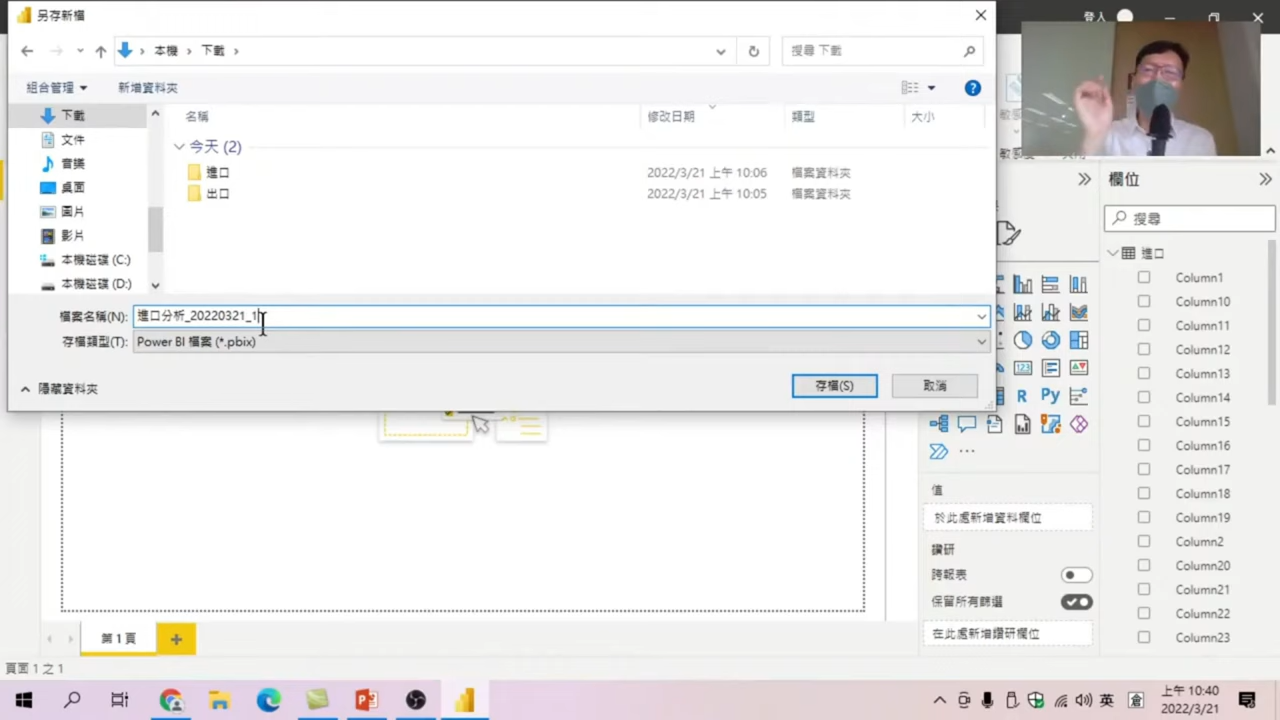 另存新檔
登入
本機 › 下載 ›
搜尋 下載
組合管理
新增資料夾
下載
文件
音樂
桌面
圖片
影片
本機磁碟 (C:)
本機磁碟 (D:)
名稱
修改日期
類型
大小
今天 (2)
進口
2022/3/21 上午 10:06
檔案資料夾
出口
2022/3/21 上午 10:05
檔案資料夾
檔案名稱(N):
進口分析_20220321_1
存檔類型(T):
Power BI 檔案 (*.pbix)
隱藏資料夾
存檔(S)
取消
欄位
搜尋
進口
Column1
Column10
Column11
Column12
Column13
Column14
Column15
Column16
Column17
Column18
Column19
Column2
Column20
Column21
Column22
Column23
123
R
Py
值
於此處新增資料欄位
鑽研
跨報表
保留所有篩選
在此處新增鑽研欄位
第 1 頁
頁面 1 之 1
英
倉
上午 10:40
2022/3/21